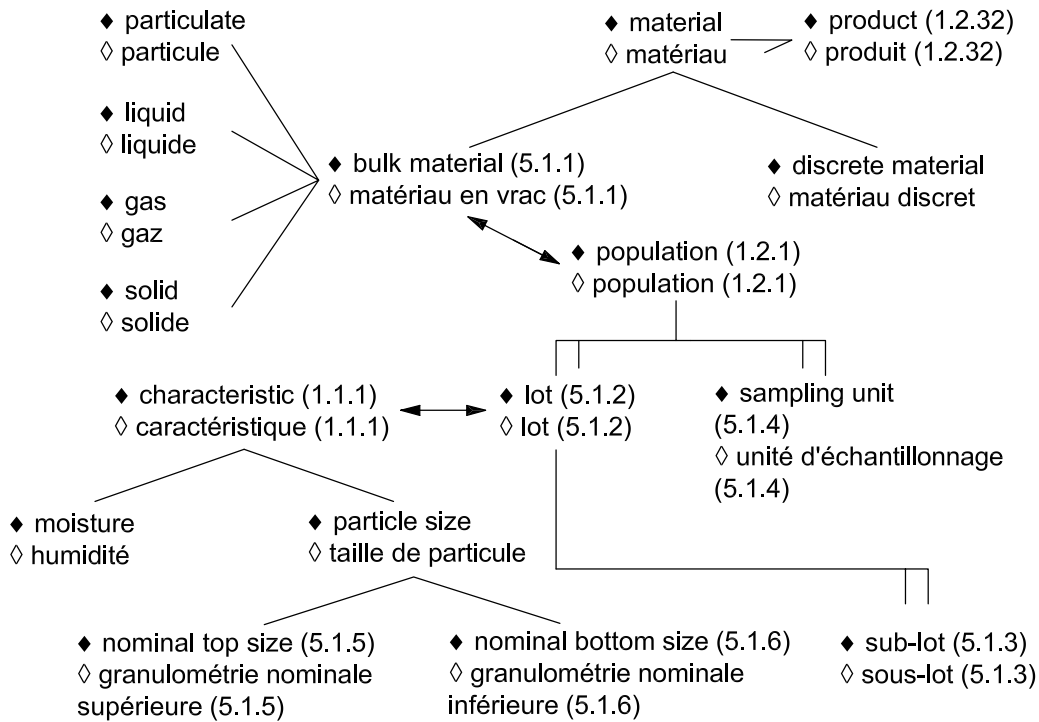 ◆ particulate
◊ particule
◆ material
◊ matériau
◆ product (1.2.32)
◊ produit (1.2.32)
◆ liquid
◊ liquide
◆ bulk material (5.1.1)
◊ matériau en vrac (5.1.1)
◆ discrete material
◊ matériau discret
◆ gas
◊ gaz
◆ population (1.2.1)
◊ population (1.2.1)
◆ solid
◊ solide
◆ characteristic (1.1.1)
◊ caractéristique (1.1.1)
◆ lot (5.1.2)
◊ lot (5.1.2)
◆ sampling unit
(5.1.4)
◊ unité d'échantillonnage
(5.1.4)
◆ moisture
◊ humidité
◆ particle size
◊ taille de particule
◆ nominal top size (5.1.5)
◊ granulométrie nominale
supérieure (5.1.5)
◆ nominal bottom size (5.1.6)
◊ granulométrie nominale
inférieure (5.1.6)
◆ sub-lot (5.1.3)
◊ sous-lot (5.1.3)